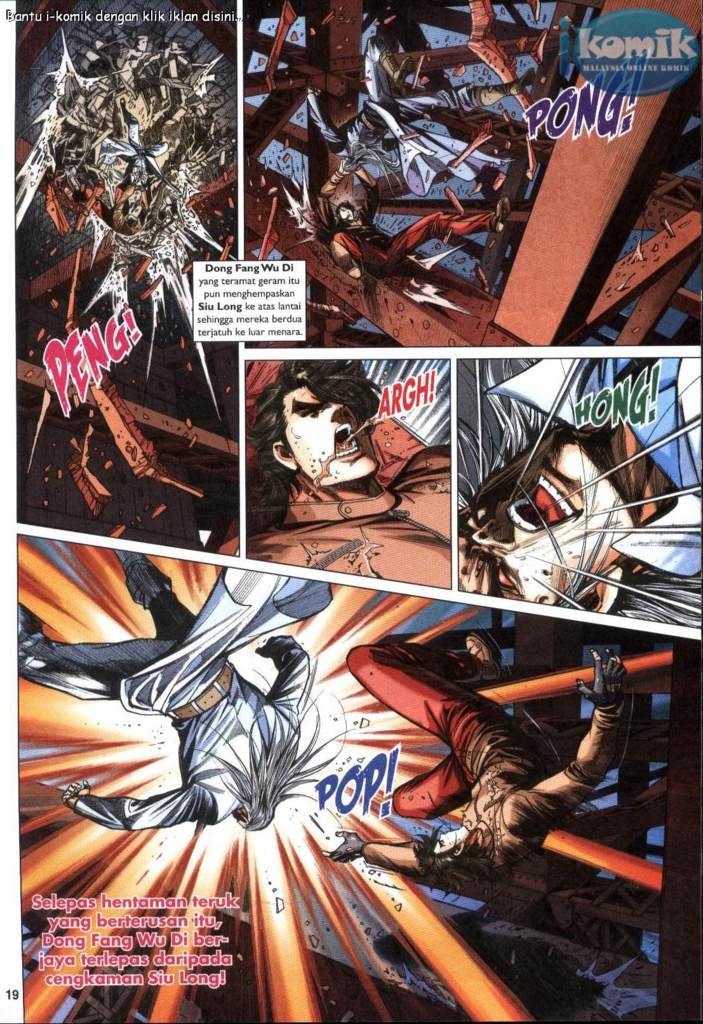 Bantu i-komik dengan klik iklan disini..
ikomik
MALAYSIA ONLINE KOMIK
PONG!
Dong Fang Wu Di
yang teramat geram itu
pun menghempaskan
Siu Long ke atas lantai
sehingga mereka berdua
terjatuh ke luar menara.
PENG!
ARGH!
HONG!
POP!
Selepas hentaman teruk
yang berterusan itu,
Dong Fang Wu Di ber-
jaya terlepas daripada
cengkaman Siu Long!
19